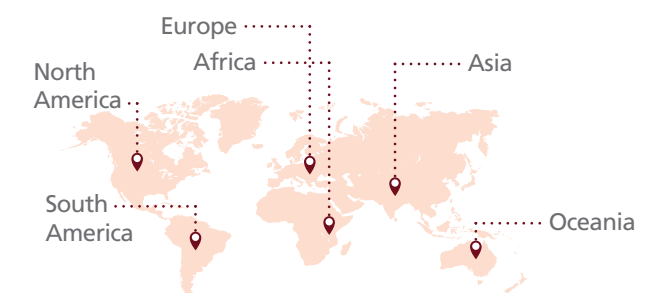 Europe
Africa
Asia
North
America
South
America
Oceania